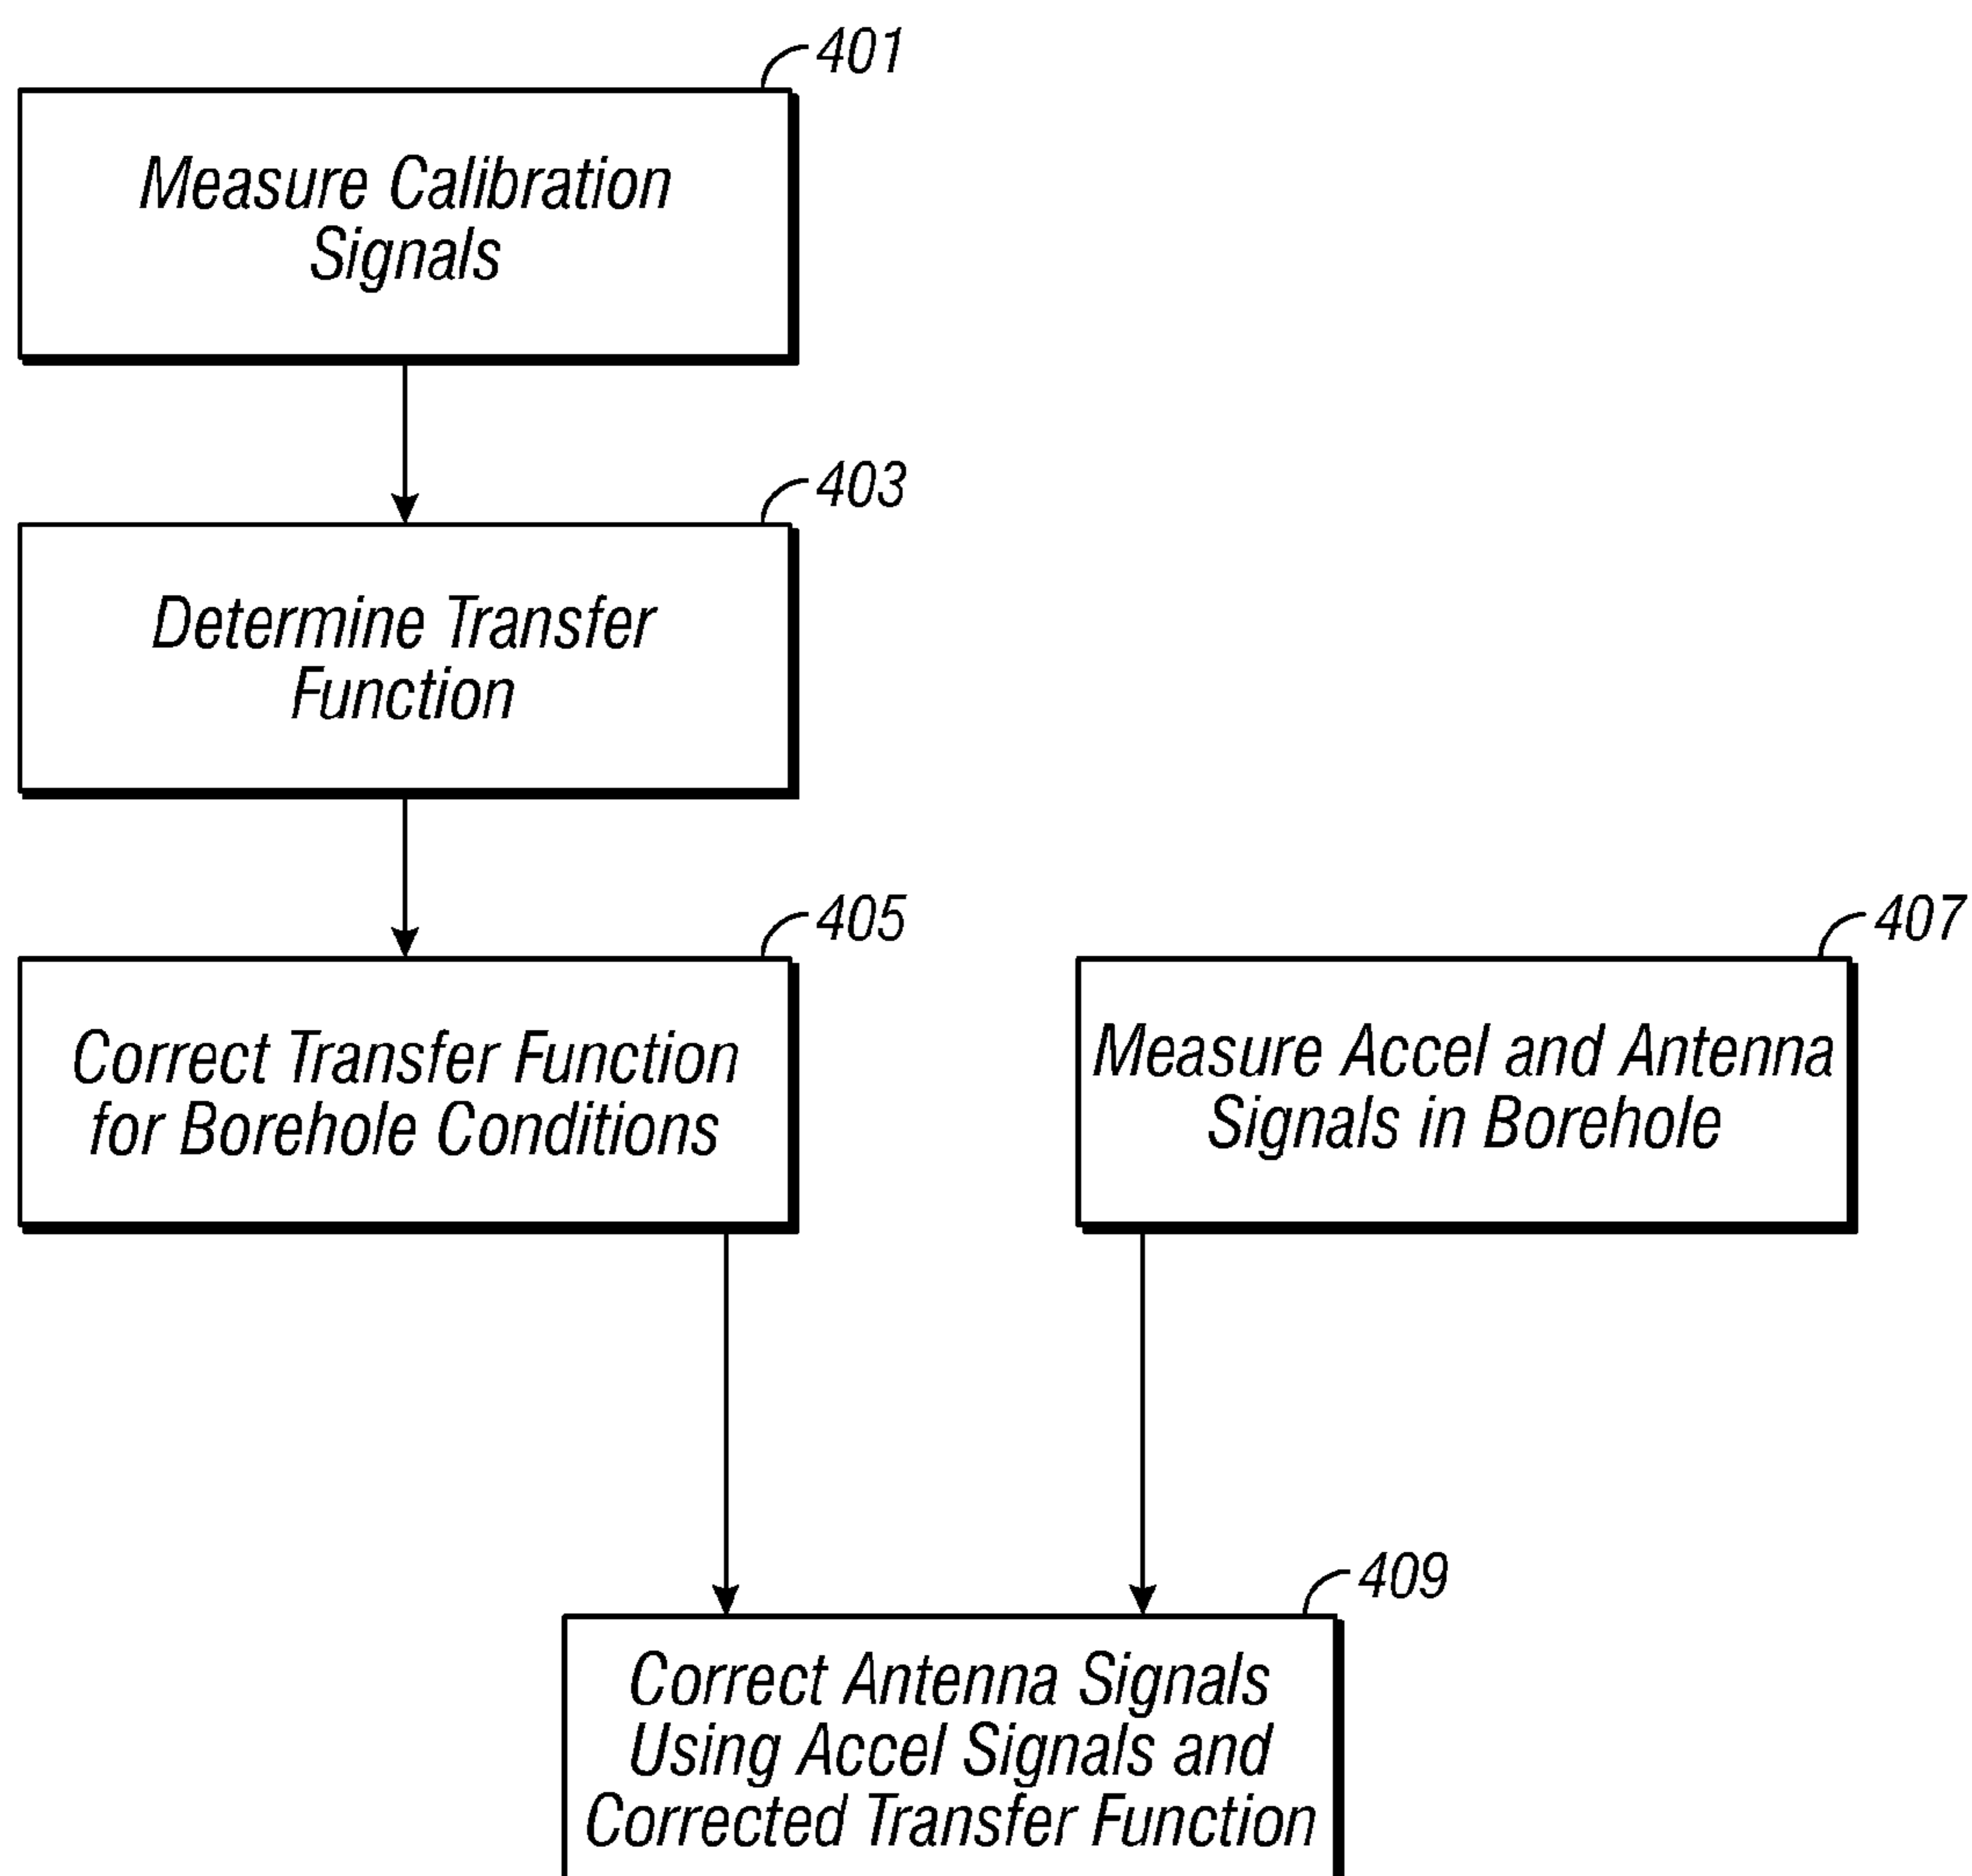 401
Measure Calibration
Signals
403
Determine Transfer
Function
405
Correct Transfer Function
for Borehole Conditions
407
Measure Accel and Antenna
Signals in Borehole
409
Correct Antenna Signals
Using Accel Signals and
Corrected Transfer Function